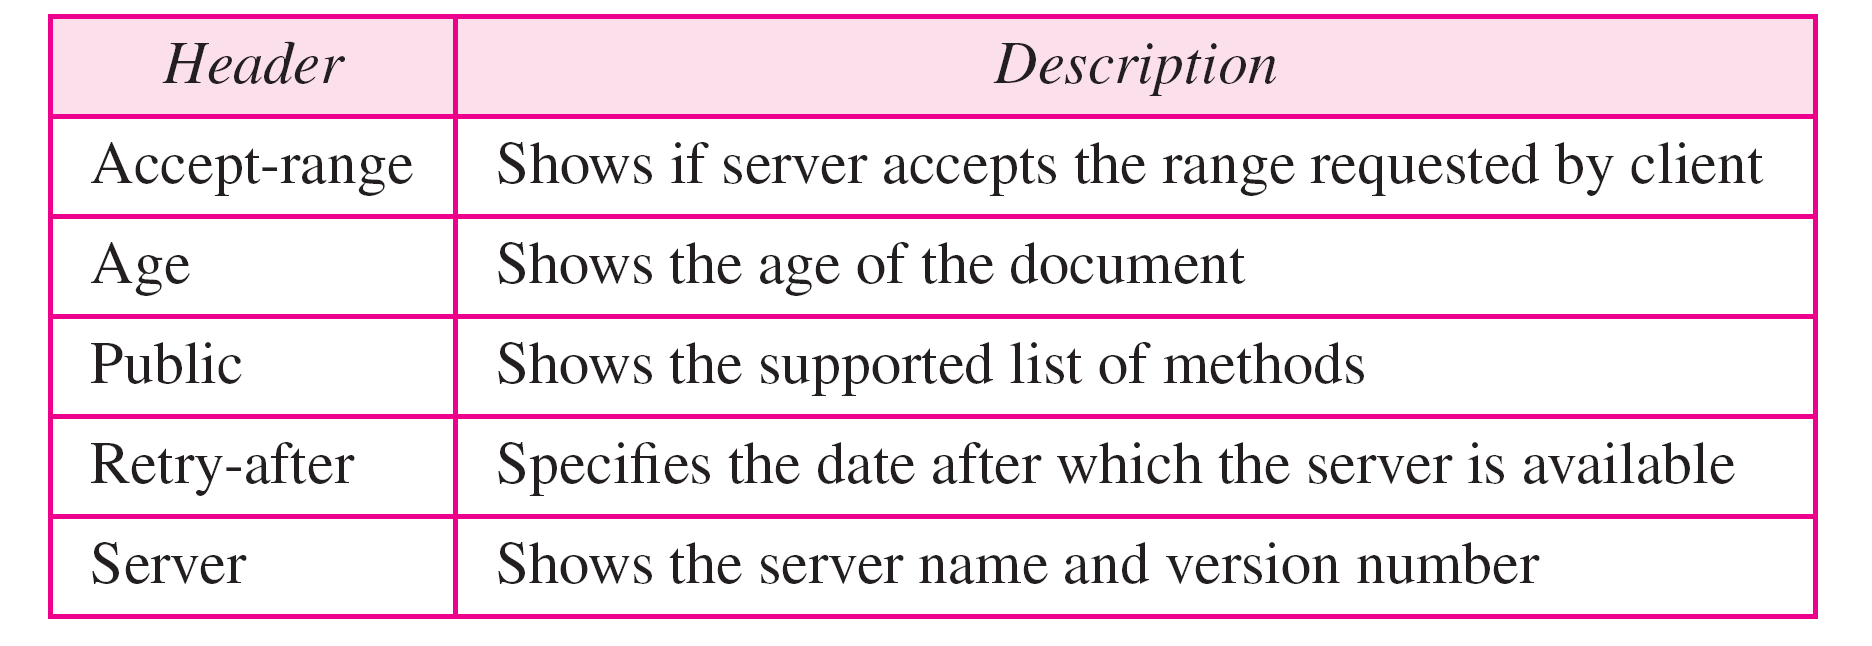 Header Description
Accept-range Shows if server accepts the range requested by client
Age Shows the age of the document
Public Shows the supported list of methods
Retry-after Specifies the date after which the server is available
Server Shows the server name and version number